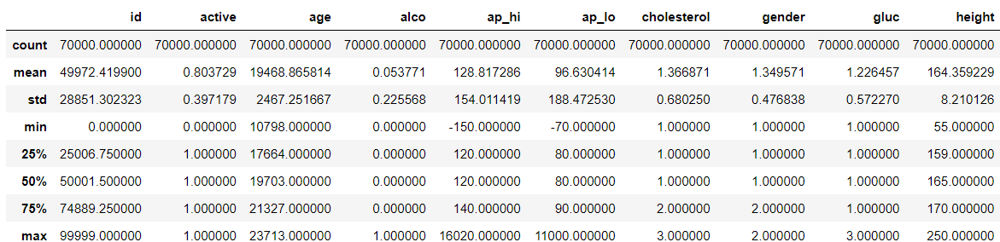 id active age alco ap_hi ap_lo cholesterol gender gluc height
count 70000.000000 70000.000000 70000.000000 70000.000000 70000.000000 70000.000000 70000.000000 70000.000000 70000.000000 70000.000000
mean 49972.419900 0.803729 19468.865814 0.053771 128.817286 96.630414 1.366871 1.349571 1.226457 164.359229
std 28851.302323 0.397179 2467.251667 0.225568 154.011419 188.472530 0.680250 0.476838 0.572270 8.210126
min 0.000000 0.000000 10798.000000 0.000000 -150.000000 -70.000000 1.000000 1.000000 1.000000 55.000000
25% 25006.750000 1.000000 17664.000000 0.000000 120.000000 80.000000 1.000000 1.000000 1.000000 159.000000
50% 50001.500000 1.000000 19703.000000 0.000000 120.000000 80.000000 1.000000 1.000000 1.000000 165.000000
75% 74889.250000 1.000000 21327.000000 0.000000 140.000000 90.000000 2.000000 2.000000 1.000000 170.000000
max 99999.000000 1.000000 23713.000000 1.000000 16020.000000 11000.000000 3.000000 2.000000 3.000000 250.000000